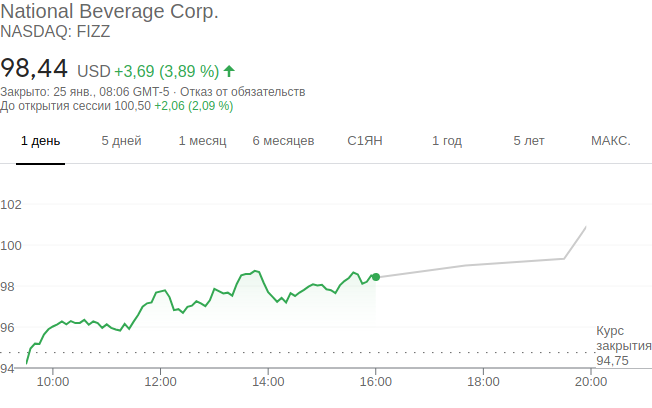 National Beverage Corp.
NASDAQ: FIZZ
98,44 USD +3,69 (3,89 %)
Закрыто: 25 янв., 08:06 GMT-5 · Отказ от обязательств
До открытия сессии 100,50 +2,06 (2,09 %)
1 день 5 дней 1 месяц 6 месяцев С1ЯН 1 год 5 лет МАКС.
102
100
98
96
Курс
закрытия
94,75
94
10:00 12:00 14:00 16:00 18:00 20:00